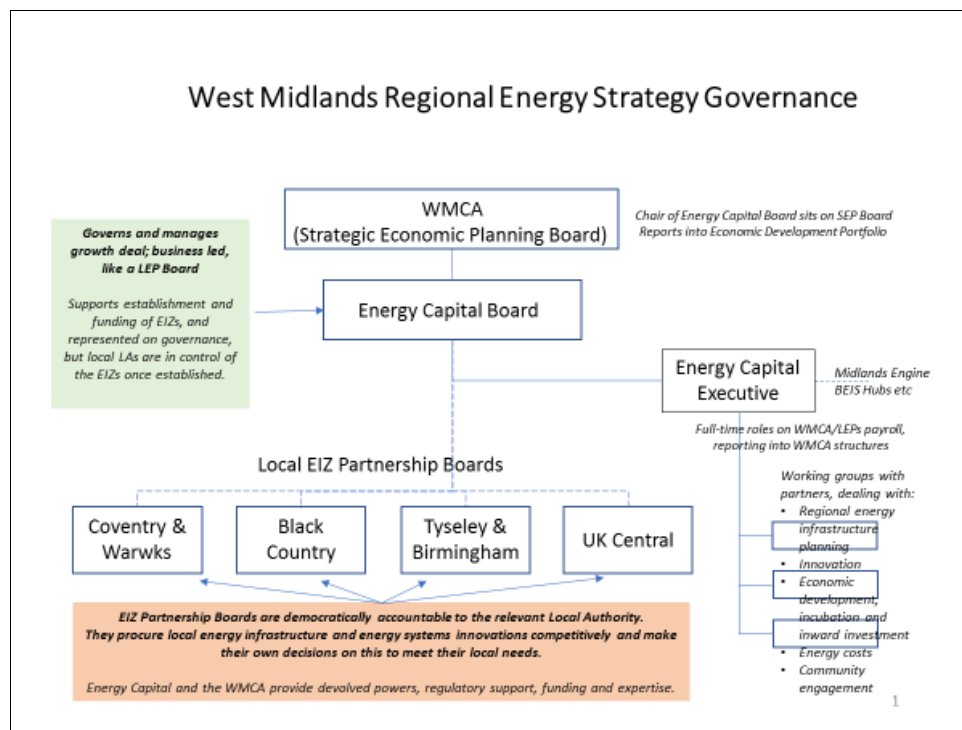 West Midlands Regional Energy Strategy Governance
WMCA
(Strategic Economic Planning Board)
Chair of Energy Capital Board sits on SEP Board
Reports into Economic Development Portfolio
Governs and manages
growth deal; business led,
like a LEP Board
Supports establishment and
funding of EIZs, and
represented on governance,
but local LAs are in control of
the EIZs once established.
Energy Capital Board
Energy Capital
Executive
Midlands Engine
BEIS Hubs etc
Full-time roles on WMCA/LEPs payroll,
reporting into WMCA structures
Local EIZ Partnership Boards
Coventry &
Warwks
Black
Country
Tyseley &
Birmingham
UK Central
Working groups with
partners, dealing with:
• Regional energy
infrastructure
planning
• Innovation
• Economic
development,
incubation and
inward investment
• Energy costs
• Community
engagement
EIZ Partnership Boards are democratically accountable to the relevant Local Authority.
They procure local energy infrastructure and energy systems innovations competitively and make
their own decisions on this to meet their local needs.
Energy Capital and the WMCA provide devolved powers, regulatory support, funding and expertise.
1